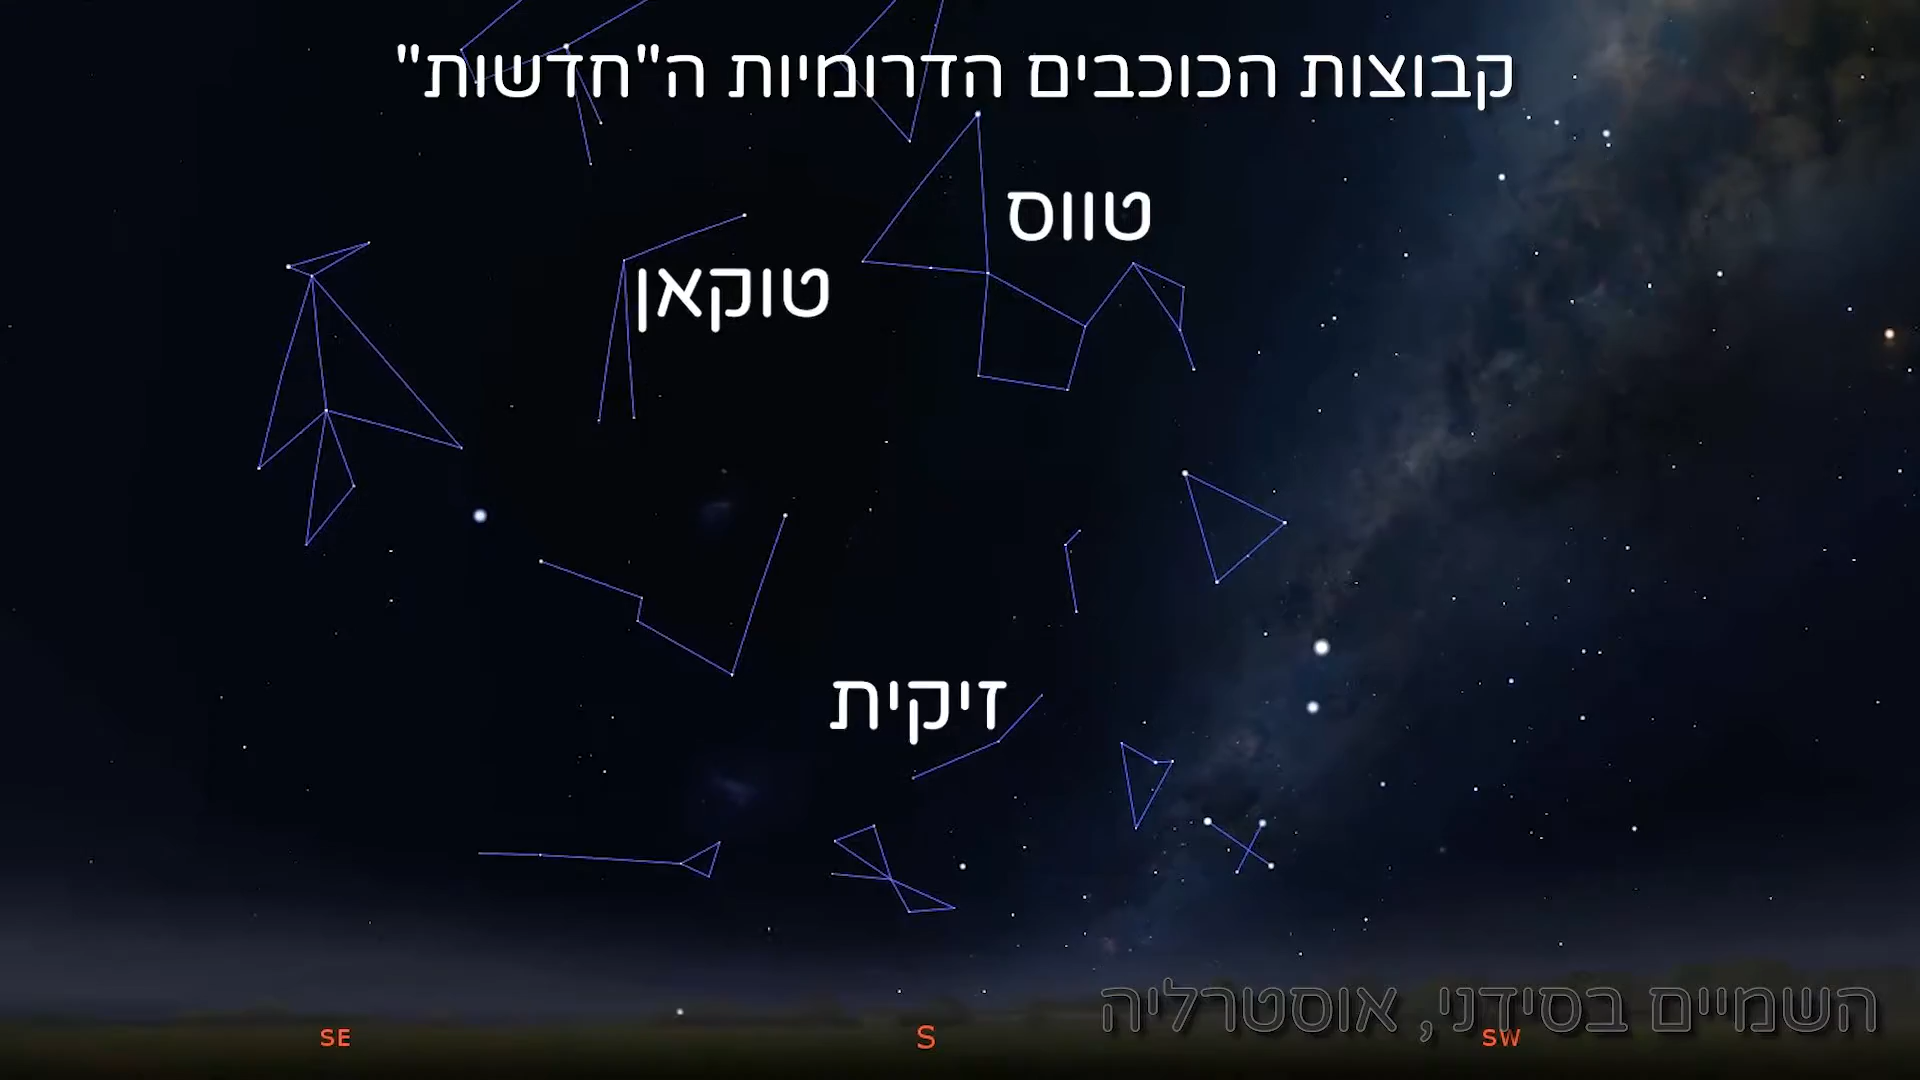 קבוצות הכוכבים הדרומיות ה"חדשות"
טווס
טוקאן
זיקית
השמיים בסידני, אוסטרליה
SE
S
SW